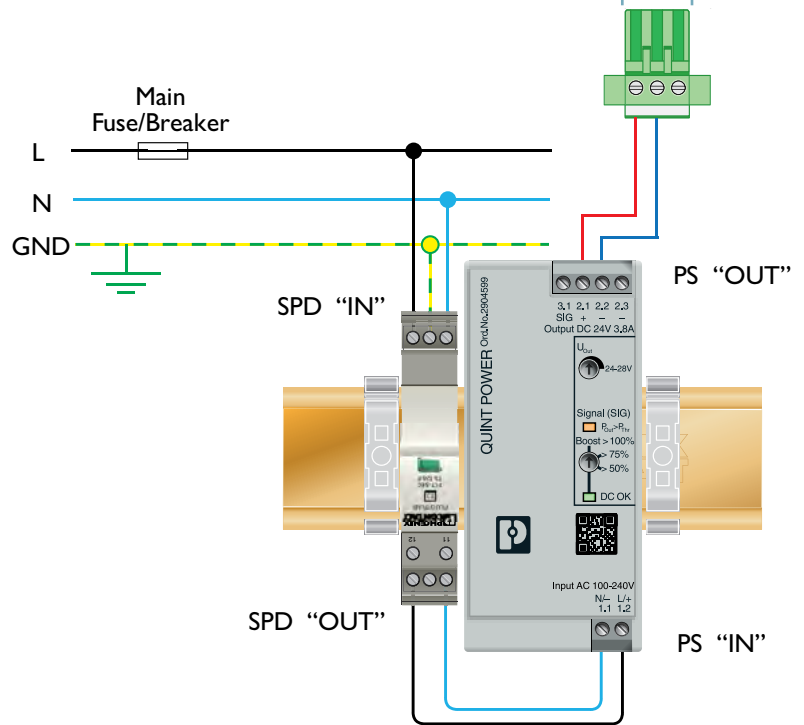 Main
Fuse/Breaker
L
N
GND
SPD “IN”
PS “OUT”
3.1 2.1 2.2 2.3
SIG + – –
Output DC 24V 3.8A
QUINT POWER Ord.No.2904599
UOut
24-28V
Signal (SIG)
POut>PThr
Boost > 100%
> 75%
> 50%
DC OK
12 11
Input AC 100-240V
N/– L/+
1.1 1.2
SPD “OUT”
PS “IN”